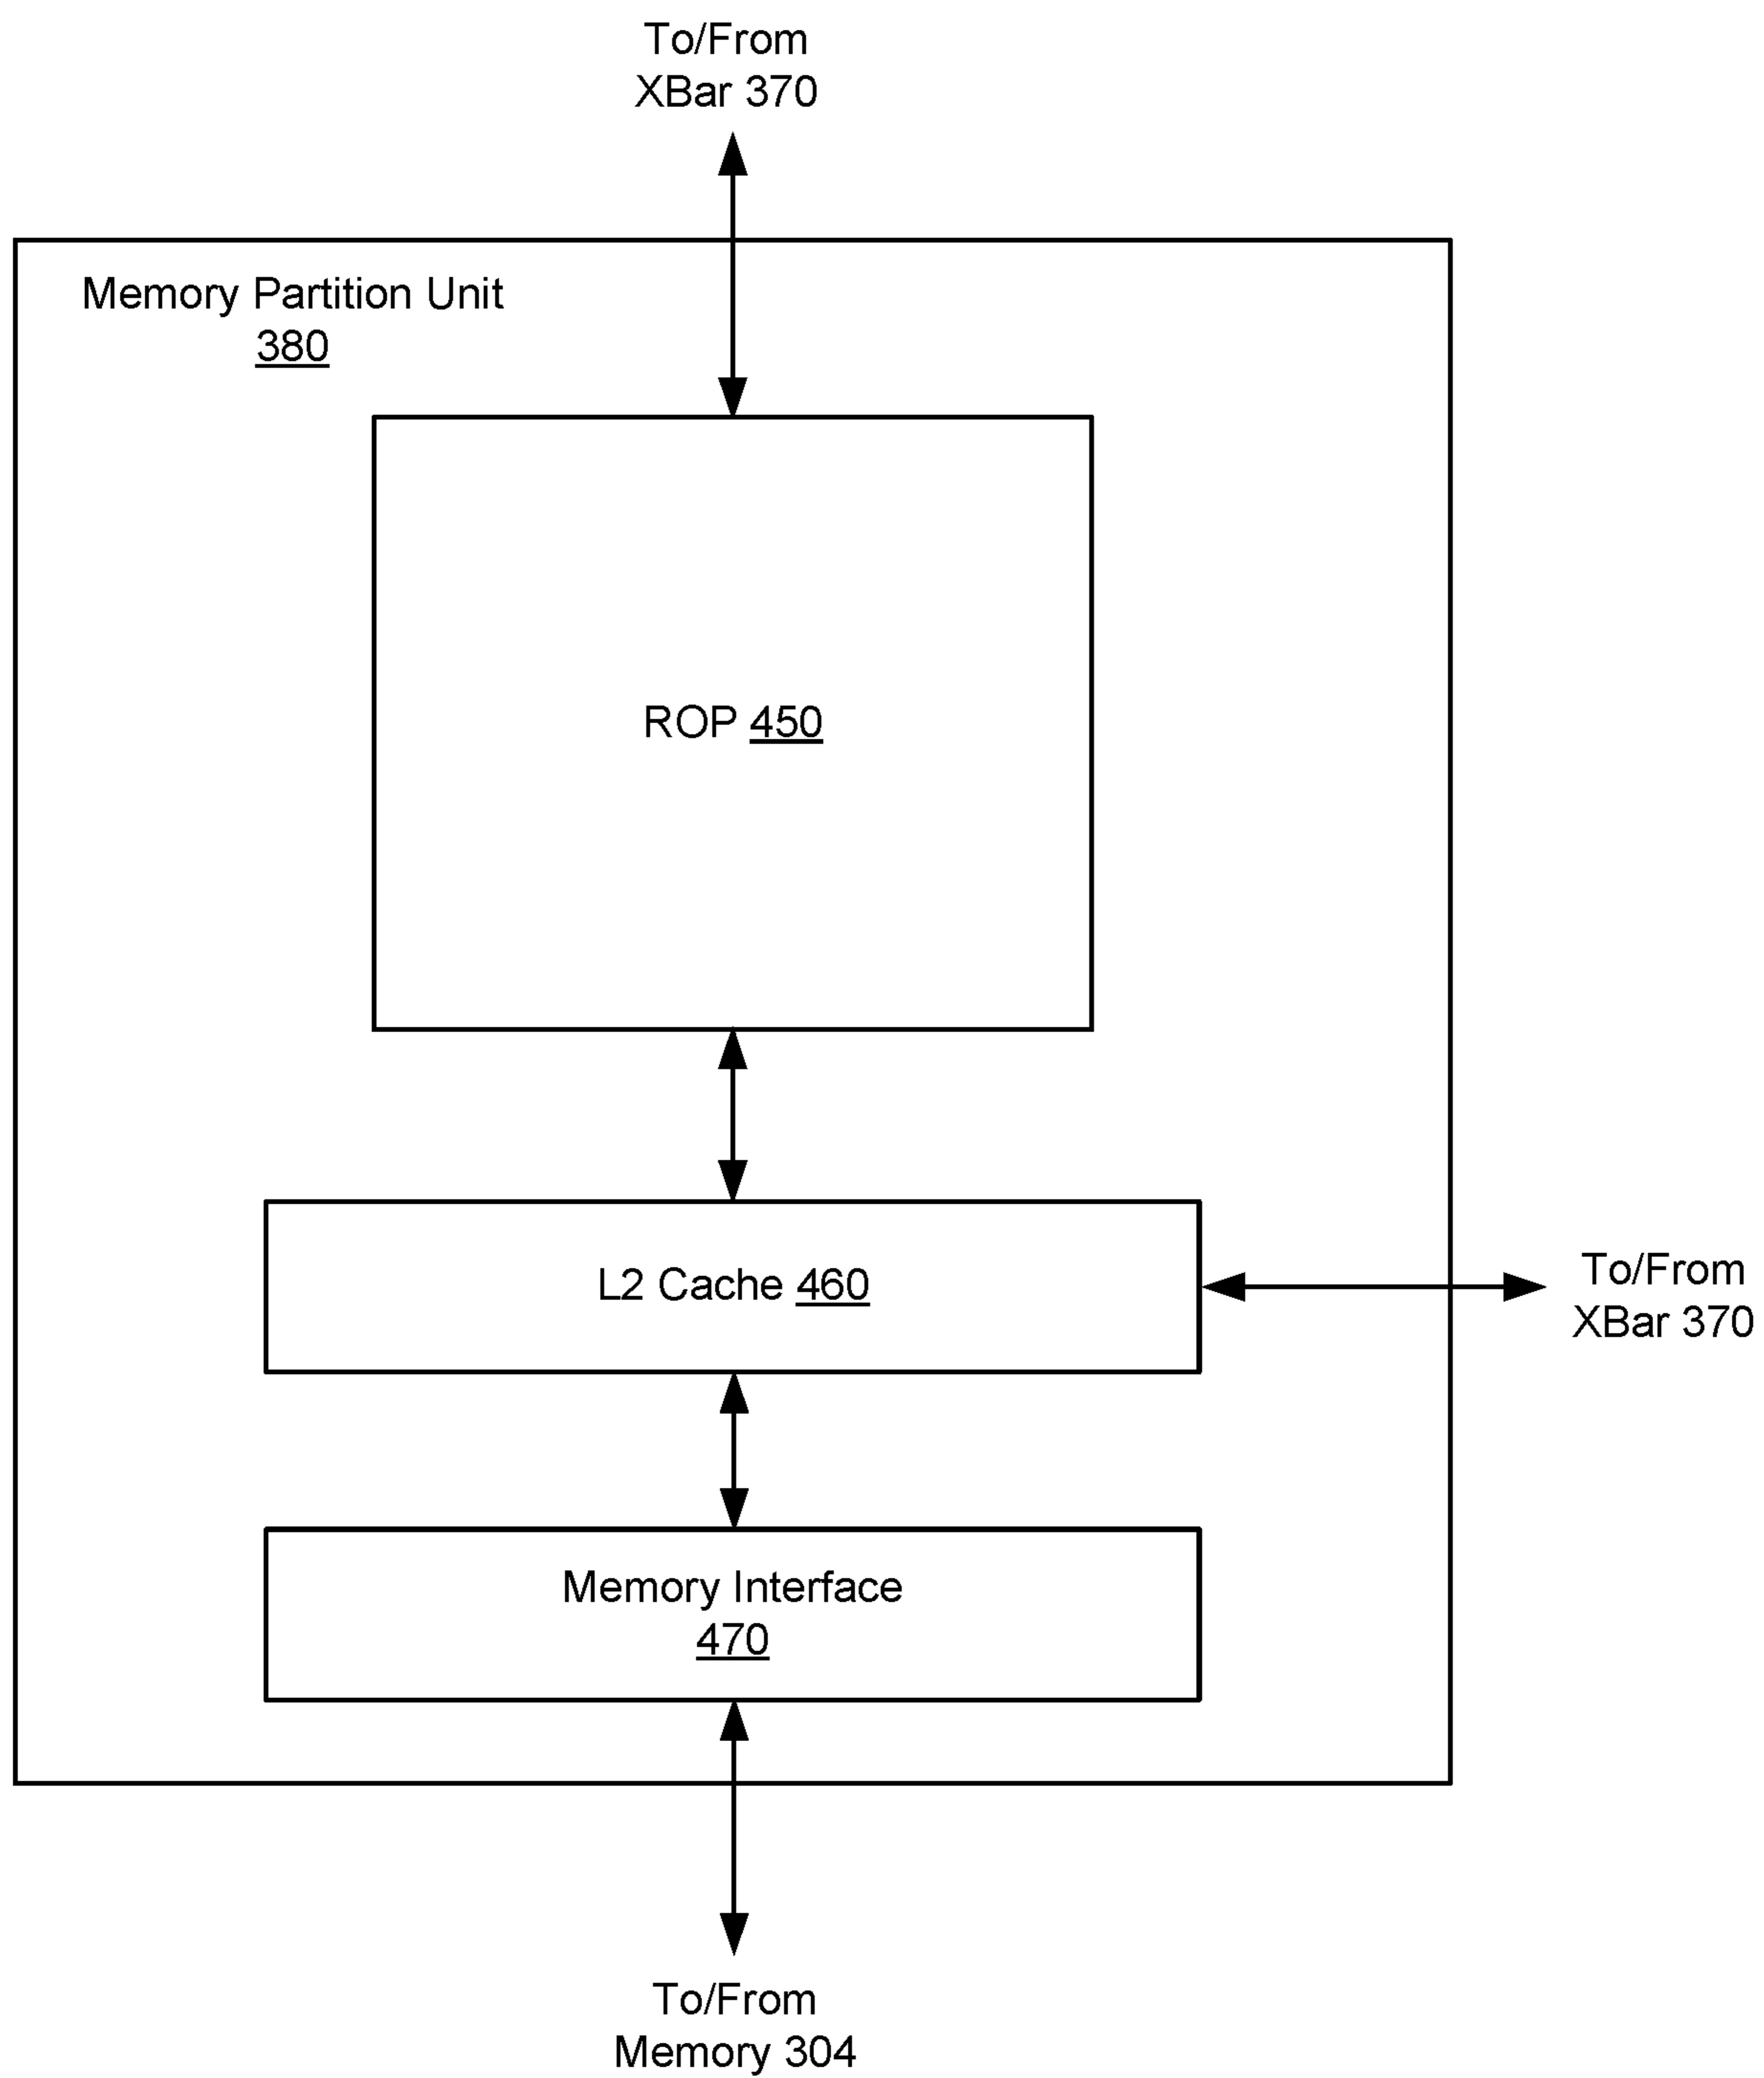 To/From
XBar 370
Memory Partition Unit
380
ROP 450
L2 Cache 460
To/From
XBar 370
Memory Interface
470
To/From
Memory 304